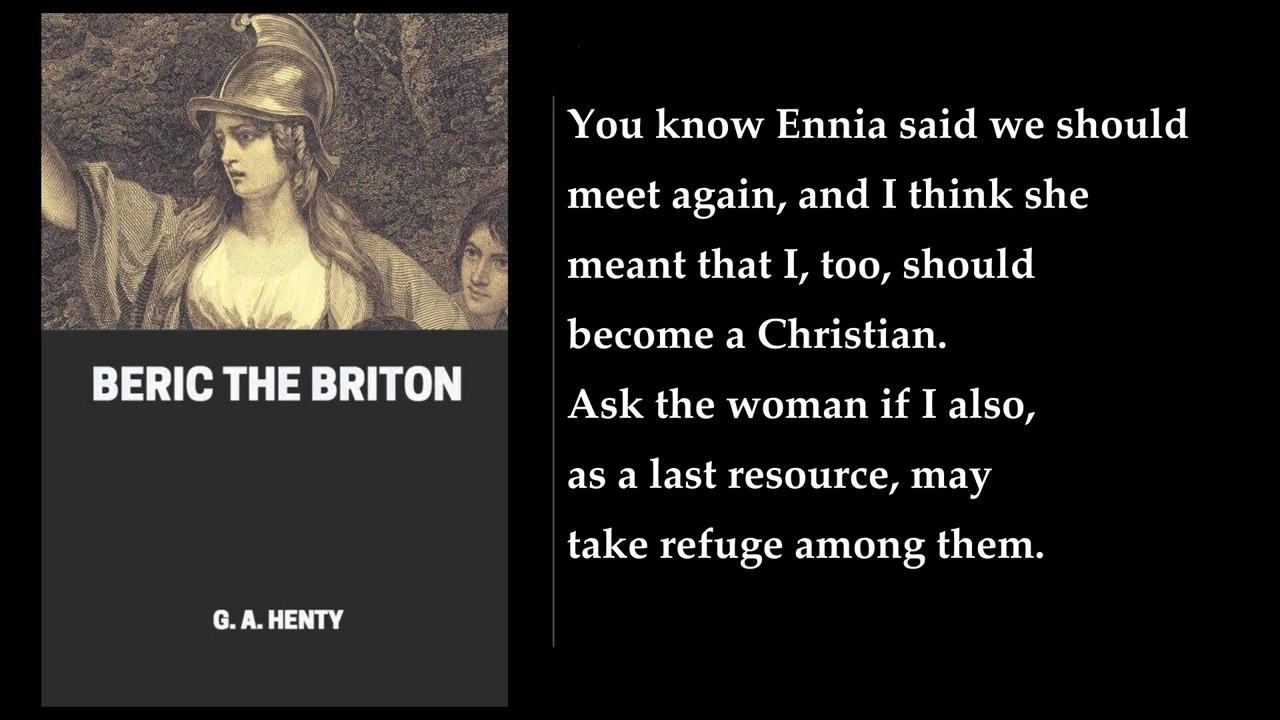 BERIC THE BRITON
G. A. HENTY
You know Ennia said we should
meet again, and I think she
meant that I, too, should
become a Christian.
Ask the woman if I also,
as a last resource, may
take refuge among them.